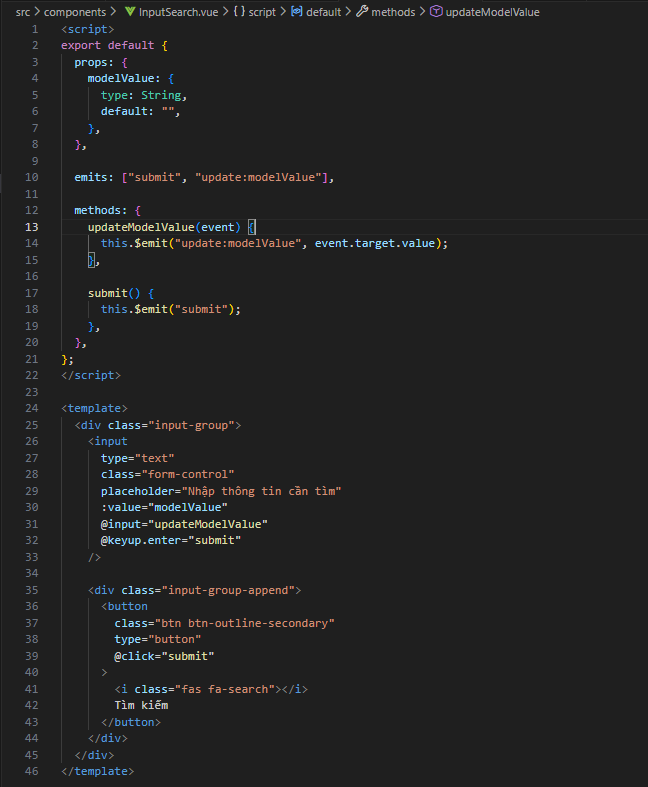 src > components > InputSearch.vue > { } script > default > methods > updateModelValue
1 <script>
2 export default {
3 props: {
4 modelValue: {
5 type: String,
6 default: "",
7 },
8 },
9
10 emits: ["submit", "update:modelValue"],
11
12 methods: {
13 updateModelValue(event) {
14 this.$emit("update:modelValue", event.target.value);
15 },
16
17 submit() {
18 this.$emit("submit");
19 },
20 },
21 };
22 </script>
23
24 <template>
25 <div class="input-group">
26 <input
27 type="text"
28 class="form-control"
29 placeholder="Nhập thông tin cần tìm"
30 :value="modelValue"
31 @input="updateModelValue"
32 @keyup.enter="submit"
33 />
34
35 <div class="input-group-append">
36 <button
37 class="btn btn-outline-secondary"
38 type="button"
39 @click="submit"
40 >
41 <i class="fas fa-search"></i>
42 Tìm kiếm
43 </button>
44 </div>
45 </div>
46 </template>